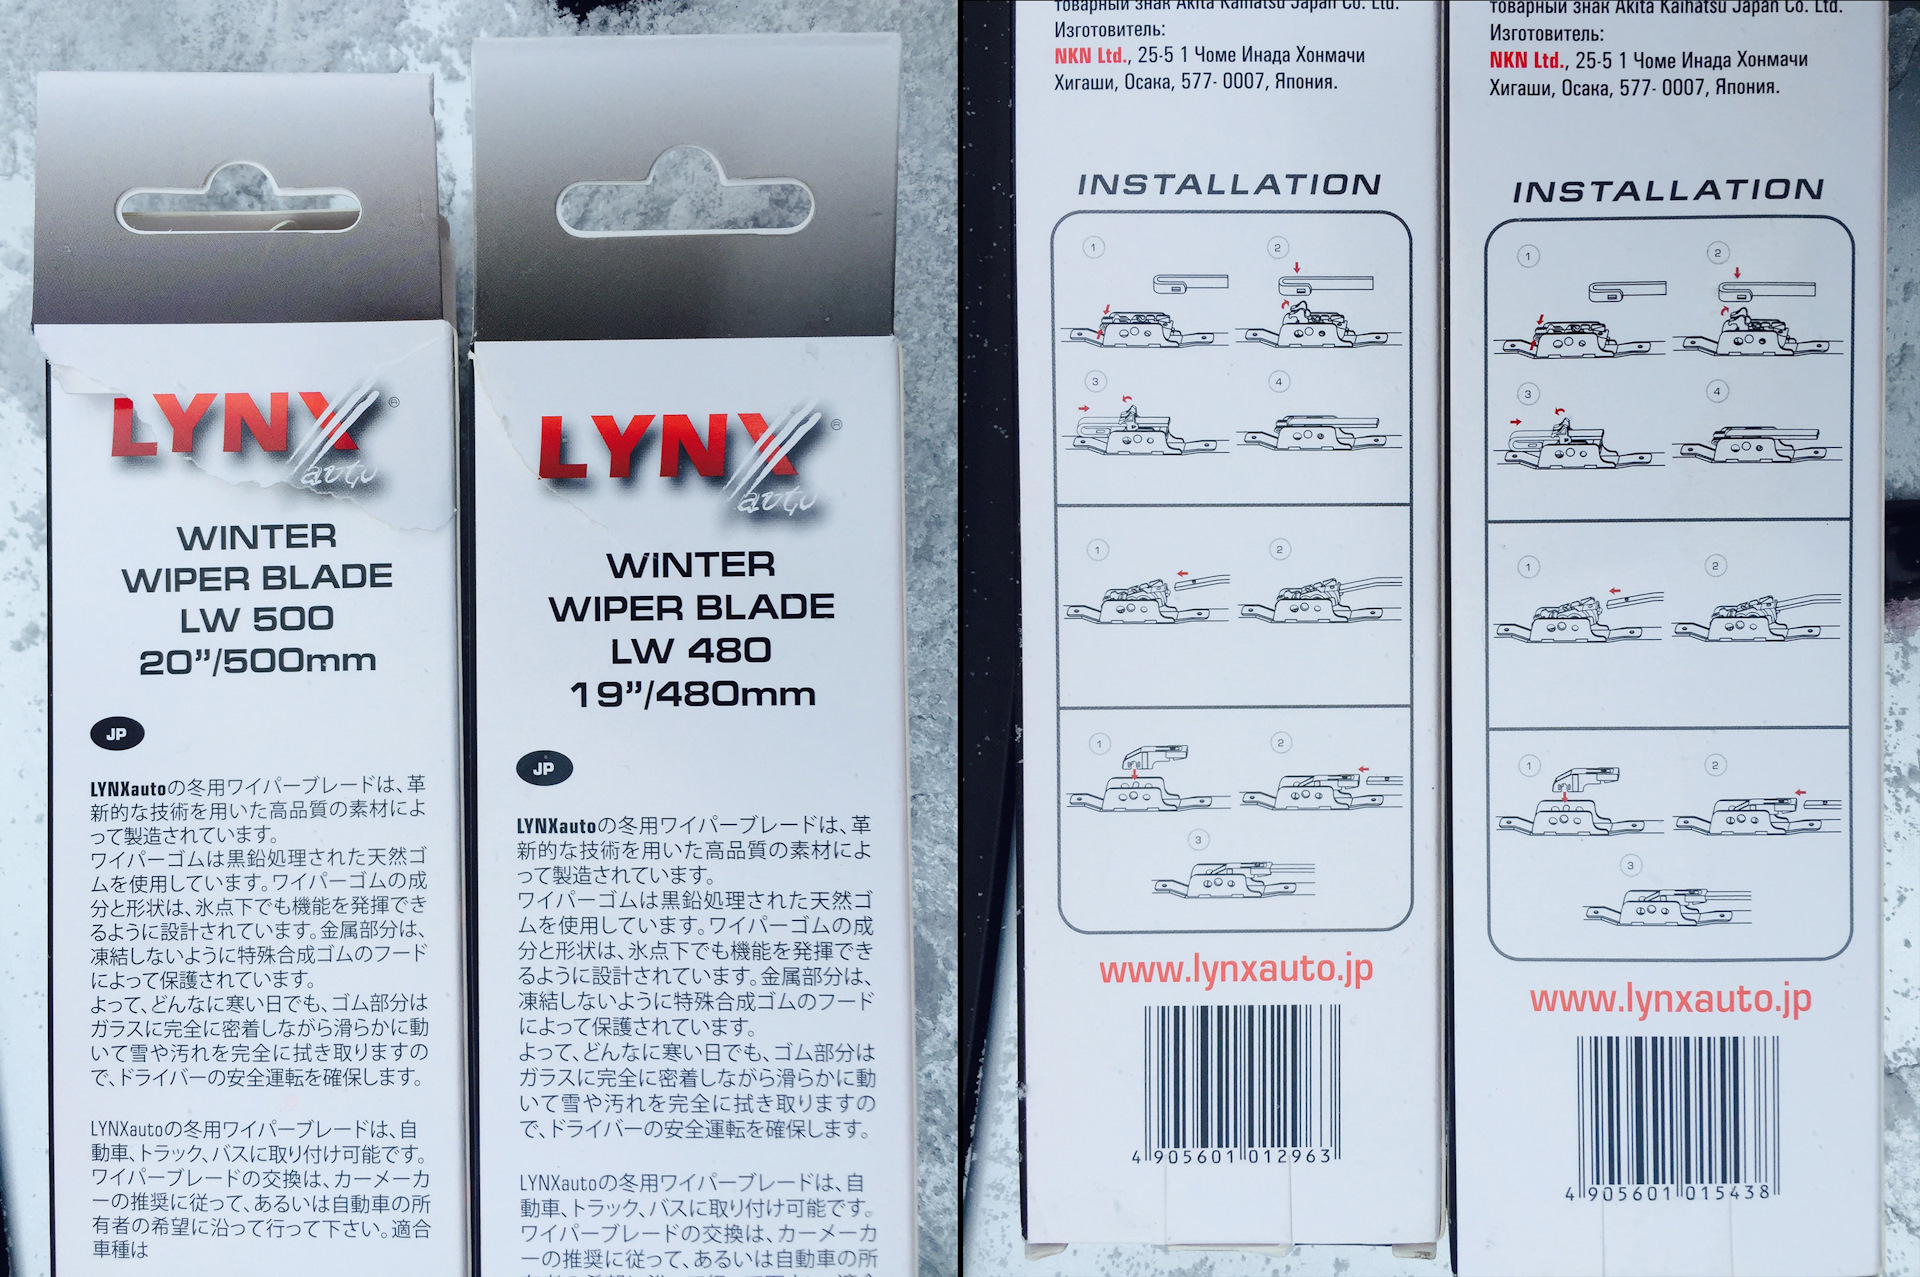 LYNX®
auto
WINTER
WIPER BLADE
LW 500
20”/500mm
JP
LYNXautoの冬用ワイパーブレードは、革
新的な技術を用いた高品質の素材によ
って製造されています。
ワイパーゴムは黒鉛処理された天然ゴ
ムを使用しています。ワイパーゴムの成
分と形状は、氷点下でも機能を発揮でき
るように設計されています。金属部分は、
凍結しないように特殊合成ゴムのフード
によって保護されています。
よって、どんなに寒い日でも、ゴム部分は
ガラスに完全に密着しながら滑らかに動
いて雪や汚れを完全に拭き取りますの
で、ドライバーの安全運転を確保します。
LYNXautoの冬用ワイパーブレードは、自
動車、トラック、バスに取り付け可能です。
ワイパーブレードの交換は、カーメーカ
ーの推奨に従って、あるいは自動車の所
有者の希望に沿って行って下さい。適合
車種は
LYNX®
auto
WINTER
WIPER BLADE
LW 480
19”/480mm
JP
LYNXautoの冬用ワイパーブレードは、革
新的な技術を用いた高品質の素材によ
って製造されています。
ワイパーゴムは黒鉛処理された天然ゴ
ムを使用しています。ワイパーゴムの成
分と形状は、氷点下でも機能を発揮でき
るように設計されています。金属部分は、
凍結しないように特殊合成ゴムのフード
によって保護されています。
よって、どんなに寒い日でも、ゴム部分は
ガラスに完全に密着しながら滑らかに動
いて雪や汚れを完全に拭き取りますの
で、ドライバーの安全運転を確保します。
LYNXautoの冬用ワイパーブレードは、自
動車、トラック、バスに取り付け可能です。
ワイパーブレードの交換は、カーメーカ
ーの推奨に従って、あるいは自動車の所
товарный знак Akita Kaihatsu Japan Co. Ltd.
Изготовитель:
NKN Ltd., 25-5 1 Чоме Инада Хонмачи
Хигаши, Осака, 577- 0007, Япония.
INSTALLATION
1 2
3 4
1 2
1 2
3
www.lynxauto.jp
4 905601 012963
товарный знак Akita Kaihatsu Japan Co. Ltd.
Изготовитель:
NKN Ltd., 25-5 1 Чоме Инада Хонмачи
Хигаши, Осака, 577- 0007, Япония.
INSTALLATION
1 2
3 4
1 2
1 2
3
www.lynxauto.jp
4 905601 015438